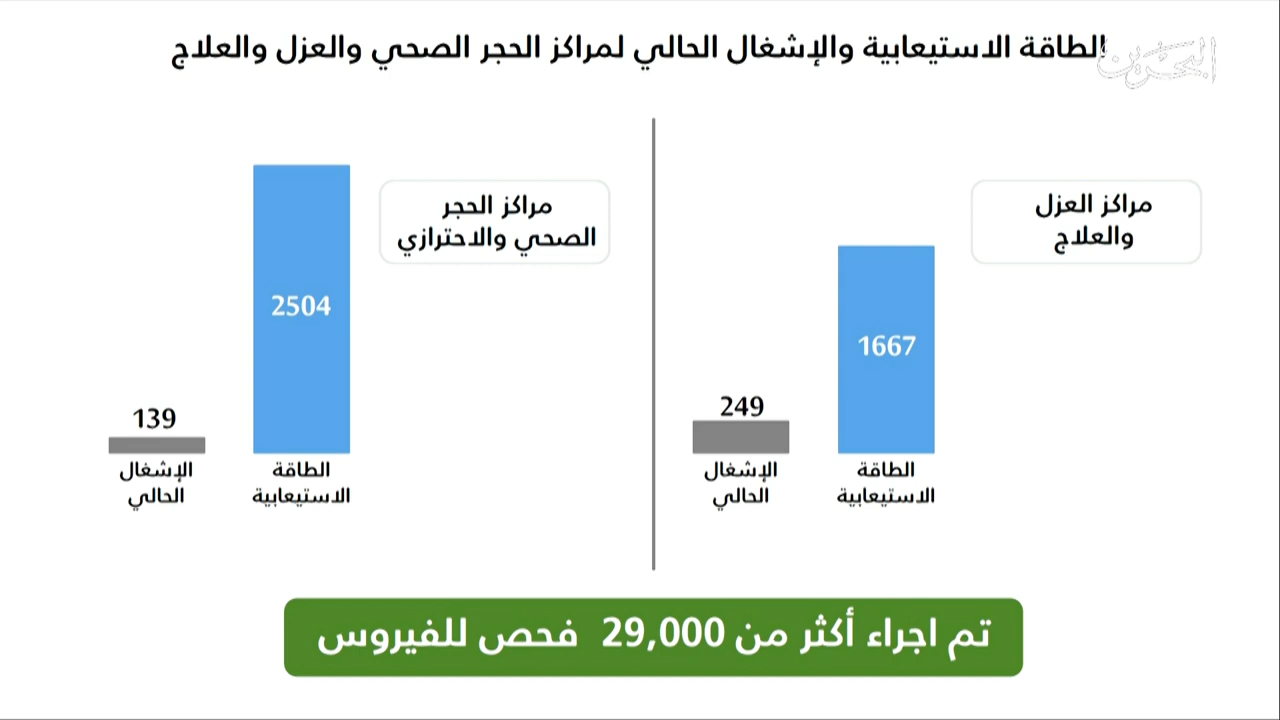 الطاقة الاستيعابية والإشغال الحالي لمراكز الحجر الصحي والعزل والعلاج
البحرين
مراكز العزل
والعلاج
1667
249
الطاقة
الاستيعابية
الإشغال
الحالي
مراكز الحجر
الصحي والاحترازي
2504
139
الطاقة
الاستيعابية
الإشغال
الحالي
تم اجراء أكثر من 29,000 فحص للفيروس